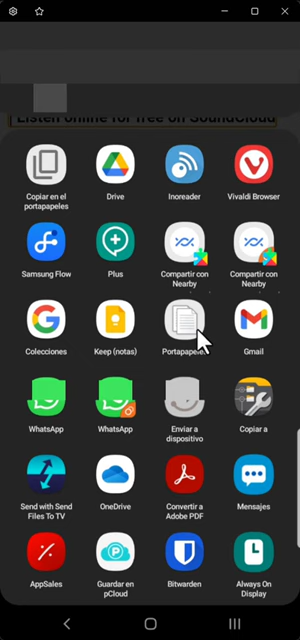 Listen online for free on SoundCloud
Copiar en el
portapapeles
Drive
Inoreader
Vivaldi Browser
Samsung Flow
Plus
Compartir con
Nearby
Compartir con
Nearby
Colecciones
Keep (notas)
Gmail
WhatsApp
WhatsApp
Enviar a
dispositivo
Copiar a
Send with Send
Files To TV
OneDrive
Convertir a
Adobe PDF
Mensajes
AppSales
Guardar en
pCloud
Bitwarden
Always On
Display